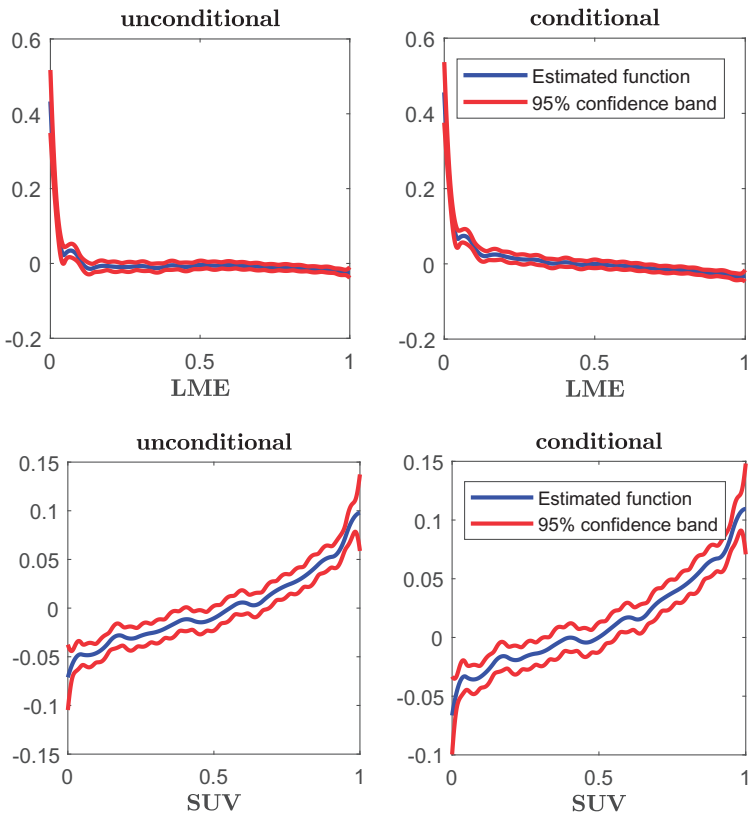 unconditional
0.6
0.4
0.2
0
-0.2
0
0.5
1
LME
conditional
Estimated function
95% confidence band
0.6
0.4
0.2
0
-0.2
0
0.5
1
LME
unconditional
0.15
0.1
0.05
0
-0.05
-0.1
-0.15
0
0.5
1
SUV
conditional
Estimated function
95% confidence band
0.15
0.1
0.05
0
-0.05
-0.1
0
0.5
1
SUV